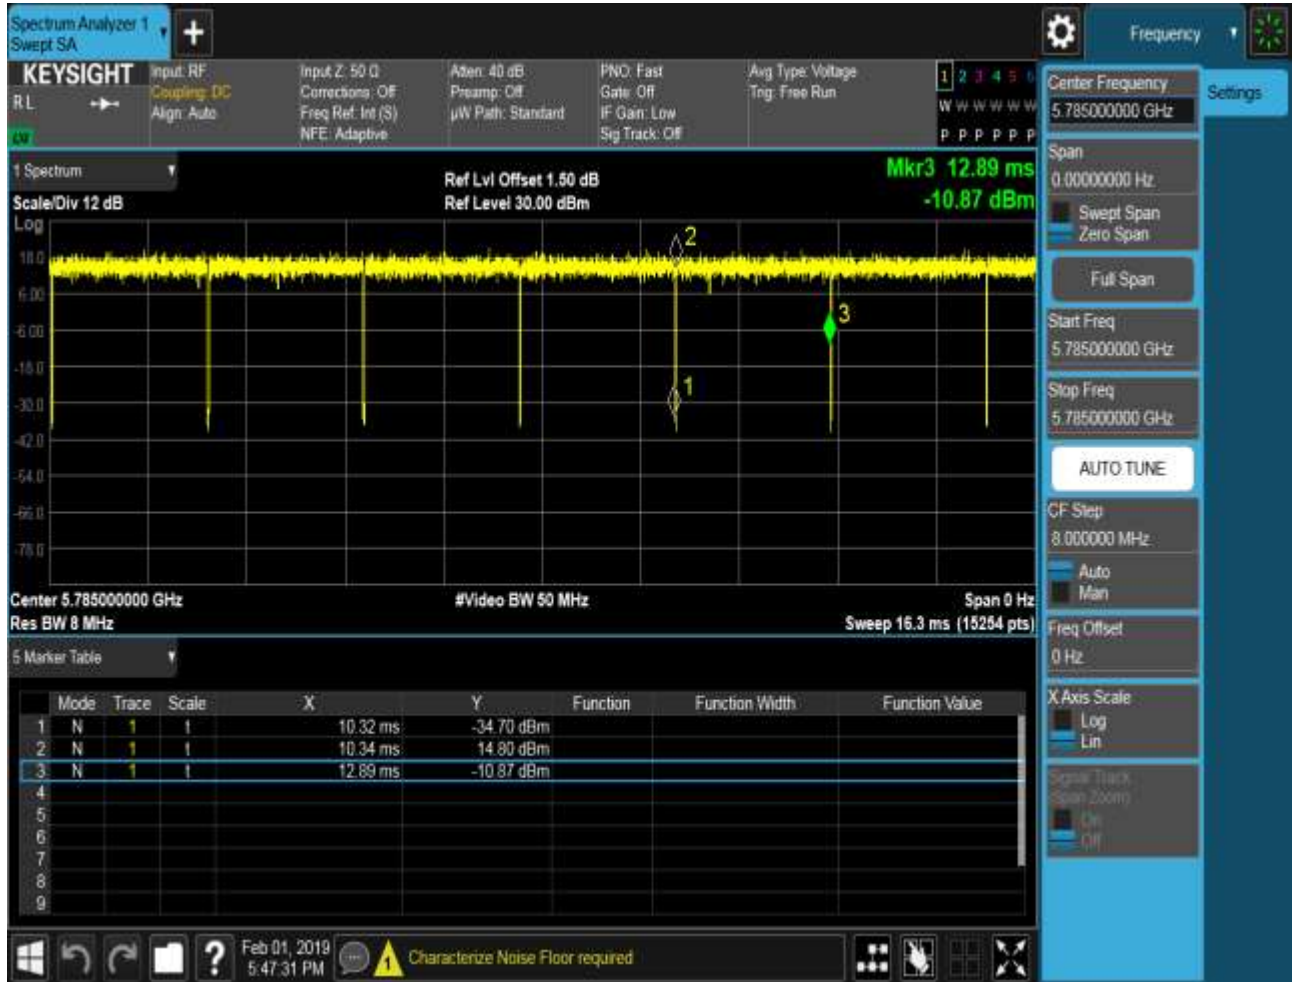 Spectrum Analyzer 1
Swept SA
+
Frequency
KEYSIGHT
RL
Input: RF
Coupling: DC
Align: Auto
Input Z: 50 Ω
Corrections: Off
Freq Ref: Int (S)
NFE: Adaptive
Atten: 40 dB
Preamp: Off
µW Path: Standard
PNO: Fast
Gate: Off
IF Gain: Low
Sig Track: Off
Avg Type: Voltage
Trig: Free Run
1 2 3 4 5 6
W W W W W W
P P P P P P
1 Spectrum
Scale/Div 12 dB
Ref Lvl Offset 1.50 dB
Ref Level 30.00 dBm
Mkr3 12.89 ms
-10.87 dBm
Log
18.0
6.00
-6.00
-18.0
-30.0
-42.0
-54.0
-66.0
-78.0
2
3
1
Center 5.785000000 GHz
#Video BW 50 MHz
Span 0 Hz
Res BW 8 MHz
Sweep 16.3 ms (15254 pts)
5 Marker Table
Mode Trace Scale X Y Function Function Width Function Value
1 N 1 t 10.32 ms -34.70 dBm
2 N 1 t 10.34 ms 14.80 dBm
3 N 1 t 12.89 ms -10.87 dBm
4
5
6
7
8
9
Feb 01, 2019
5:47:31 PM
?
1
Characterize Noise Floor required
Settings
Center Frequency
5.785000000 GHz
Span
0.00000000 Hz
Swept Span
Zero Span
Full Span
Start Freq
5.785000000 GHz
Stop Freq
5.785000000 GHz
AUTO TUNE
CF Step
8.000000 MHz
Auto
Man
Freq Offset
0 Hz
X Axis Scale
Log
Lin
Signal Track
(Span Zoom)
On
Off